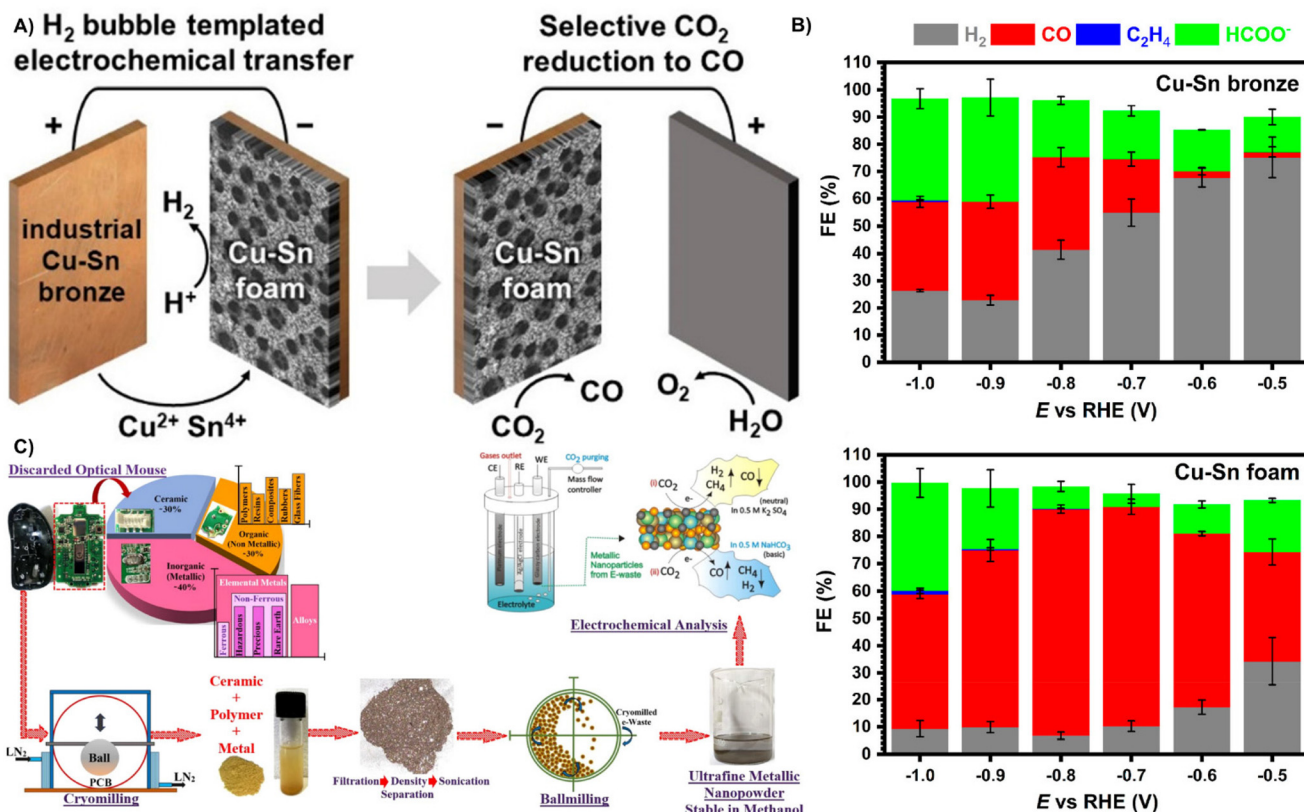 A)
H₂ bubble templated
electrochemical transfer
Selective CO₂
reduction to CO
+
−
−
+
industrial
Cu-Sn
bronze
H₂
H⁺
Cu-Sn
foam
Cu²⁺ Sn⁴⁺
Cu-Sn
foam
CO
CO₂
O₂
H₂O
B)
H₂ CO C₂H₄ HCOO⁻
Cu-Sn bronze
FE (%)
110
100
90
80
70
60
50
40
30
20
10
0
-1.0 -0.9 -0.8 -0.7 -0.6 -0.5
E vs RHE (V)
Cu-Sn foam
FE (%)
110
100
90
80
70
60
50
40
30
20
10
0
-1.0 -0.9 -0.8 -0.7 -0.6 -0.5
E vs RHE (V)
C)
Discarded Optical Mouse
Ceramic
~30%
Polymers
Resins
Composites
Rubbers
Glass Fibers
Organic
(Non Metallic)
~30%
Inorganic
(Metallic)
~40%
Elemental Metals
Non-Ferrous
Ferrous
Hazardous
Precious
Rare Earth
Alloys
Gases outlet
CO₂ purging
CE RE WE
Mass flow
controller
Electrolyte
Metallic
Nanoparticles
from E-waste
(i) CO₂
e-
H₂
CH₄
CO
(neutral)
In 0.5 M K₂ SO₄
In 0.5 M NaHCO₃
(basic)
(ii) CO₂
e-
CO
CH₄
H₂
Electrochemical Analysis
LN₂
Ball
PCB
LN₂
Cryomilling
Ceramic
+
Polymer
+
Metal
Filtration Density Sonication
Separation
Cryomilled
e-Waste
Ballmilling
Ultrafine Metallic
Nanopowder
Stable in Methanol